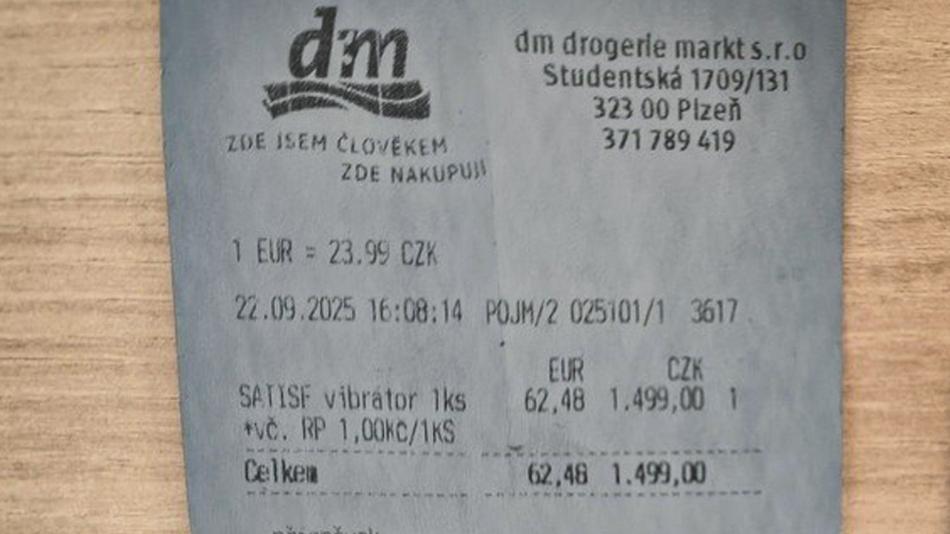 dm
ZDE JSEM ČLOVĚKEM
ZDE NAKUPUJI
dm drogerie markt s.r.o
Studentská 1709/131
323 00 Plzeň
371 789 419
1 EUR = 23.99 CZK
22.09.2025 16:08:14 POJM/2 025101/1 3617
EUR CZK
SATISF vibrátor 1ks 62,48 1.499,00 1
*vč. RP 1,00KC/1KS
Celkem 62,48 1.499,00